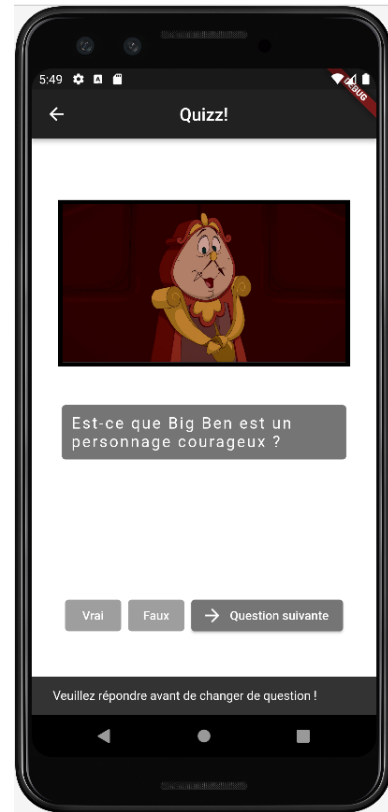 5:49
DEBUG
Quizz!
Est-ce que Big Ben est un
personnage courageux ?
Vrai
Faux
Question suivante
Veuillez répondre avant de changer de question !